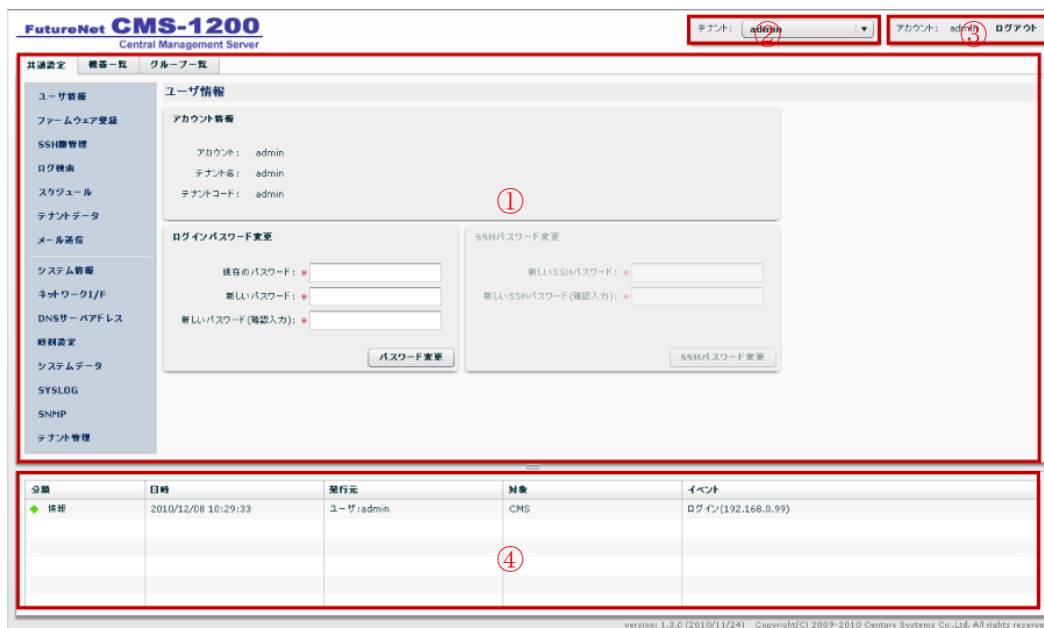 FutureNet CMS-1200
Central Management Server
テナント: admin ②
アカウント: admin ログアウト ③
共通設定 機器一覧 グループ一覧
ユーザ情報
ファームウェア登録
SSH鍵管理
ログ検索
スケジュール
テナントデータ
メール送信
システム情報
ネットワークI/F
DNSサーバアドレス
時刻設定
システムデータ
SYSLOG
SNMP
テナント管理
ユーザ情報
アカウント情報
アカウント: admin
テナント名: admin
テナントコード: admin
①
ログインパスワード変更
現在のパスワード: *
新しいパスワード: *
新しいパスワード(確認入力): *
パスワード変更
SSHパスワード変更
新しいSSHパスワード: *
新しいSSHパスワード(確認入力): *
SSHパスワード変更
分類 日時 発行元 対象 イベント
情報 2010/12/08 10:29:33 ユーザ:admin CMS ログイン(192.168.0.99)
④
version: 1.3.0 (2010/11/24) Copyright(C) 2009-2010 Century Systems Co.,Ltd. All rights reserve